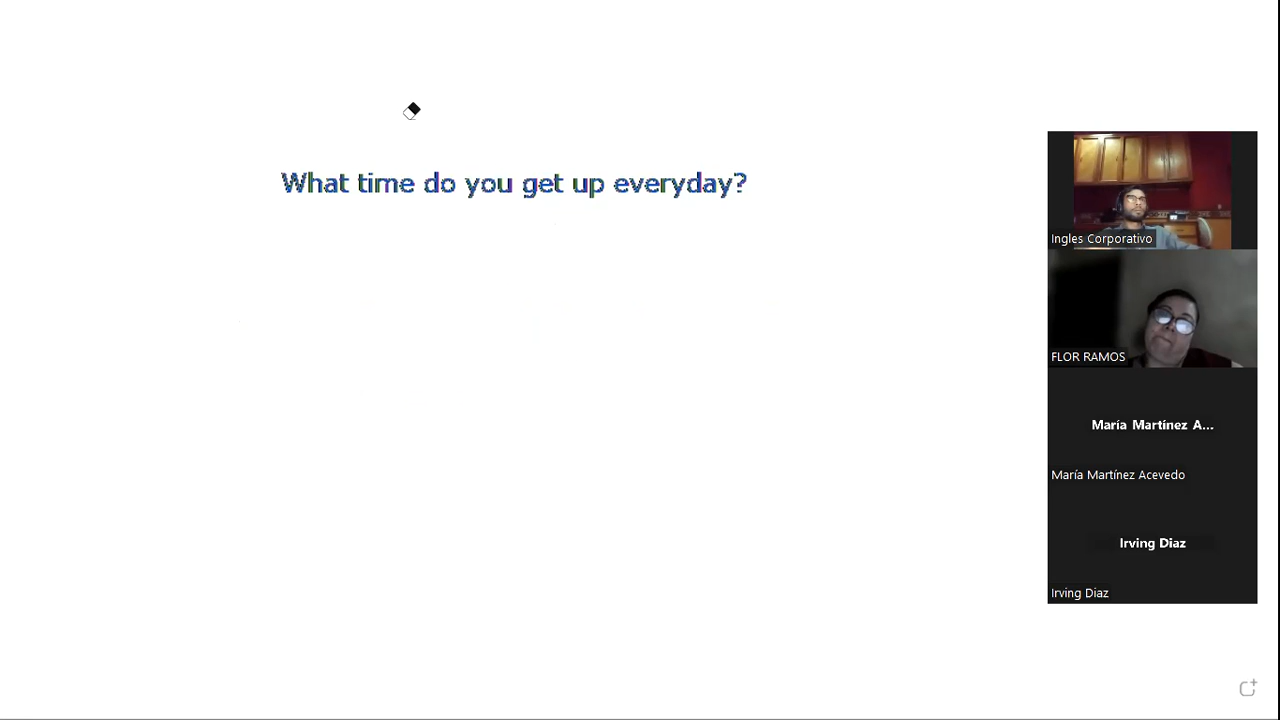 What time do you get up everyday?
Ingles Corporativo
FLOR RAMOS
María Martínez A...
María Martínez Acevedo
Irving Diaz
Irving Diaz